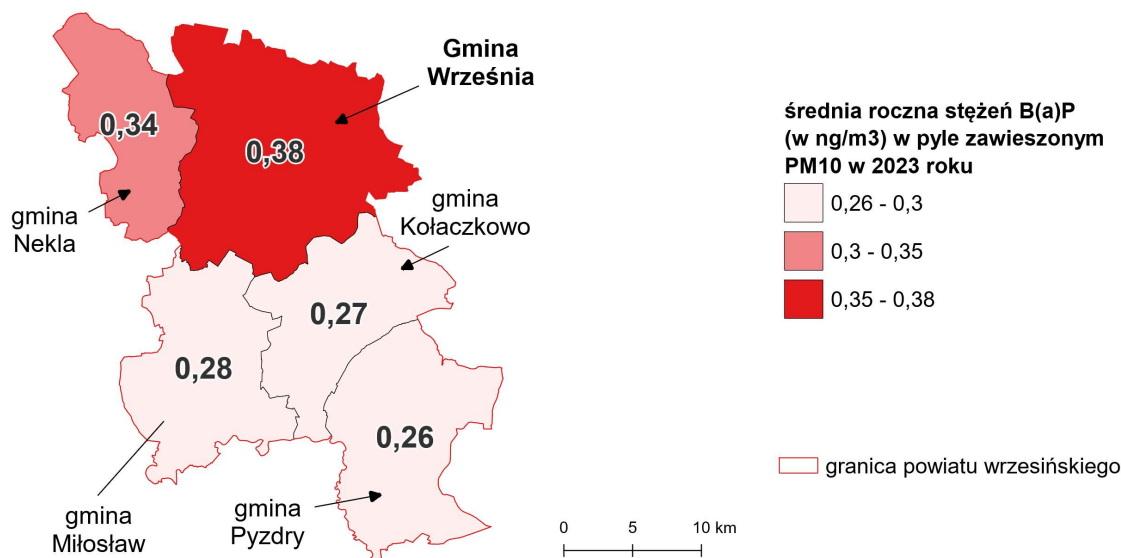 Gmina
Września
0,34
0,38
gmina
Nekla
gmina
Kołaczkowo
0,27
0,28
0,26
gmina
Miłosław
gmina
Pyzdry
0 5 10 km
średnia roczna stężeń B(a)P
(w ng/m3) w pyle zawieszonym
PM10 w 2023 roku
0,26 - 0,3
0,3 - 0,35
0,35 - 0,38
granica powiatu wrzesińskiego